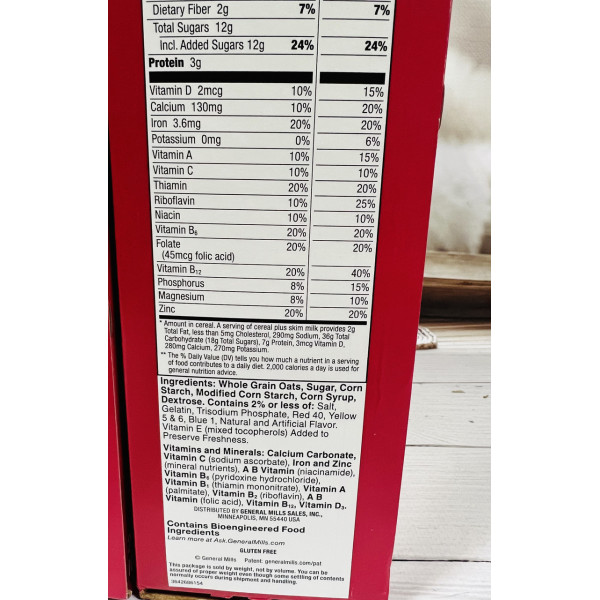 Dietary Fiber 2g 7% 7%
Total Sugars 12g
Incl. Added Sugars 12g 24% 24%
Protein 3g
Vitamin D 2mcg 10% 15%
Calcium 130mg 10% 20%
Iron 3.6mg 20% 20%
Potassium 0mg 0% 6%
Vitamin A 10% 15%
Vitamin C 10% 10%
Thiamin 20% 20%
Riboflavin 10% 25%
Niacin 10% 10%
Vitamin B₆ 20% 20%
Folate 20% 20%
(45mcg folic acid)
Vitamin B₁₂ 20% 40%
Phosphorus 8% 15%
Magnesium 8% 10%
Zinc 20% 20%
* Amount in cereal. A serving of cereal plus skim milk provides 2g
Total Fat, less than 5mg Cholesterol, 290mg Sodium, 36g Total
Carbohydrate (18g Total Sugars), 7g Protein, 3mcg Vitamin D,
280mg Calcium, 270mg Potassium.
** The % Daily Value (DV) tells you how much a nutrient in a serving
of food contributes to a daily diet. 2,000 calories a day is used for
general nutrition advice.
Ingredients: Whole Grain Oats, Sugar, Corn
Starch, Modified Corn Starch, Corn Syrup,
Dextrose. Contains 2% or less of: Salt,
Gelatin, Trisodium Phosphate, Red 40, Yellow
5 & 6, Blue 1, Natural and Artificial Flavor.
Vitamin E (mixed tocopherols) Added to
Preserve Freshness.
Vitamins and Minerals: Calcium Carbonate,
Vitamin C (sodium ascorbate), Iron and Zinc
(mineral nutrients), A B Vitamin (niacinamide),
Vitamin B₆ (pyridoxine hydrochloride),
Vitamin B₁ (thiamin mononitrate), Vitamin A
(palmitate), Vitamin B₂ (riboflavin), A B
Vitamin (folic acid), Vitamin B₁₂, Vitamin D₃.
DISTRIBUTED BY GENERAL MILLS SALES, INC.,
MINNEAPOLIS, MN 55440 USA
Contains Bioengineered Food
Ingredients
Learn more at Ask.GeneralMills.com
GLUTEN FREE
© General Mills Patent: generalmills.com/pat
This package is sold by weight, not by volume. You can be
assured of proper weight even though some settling of contents
normally occurs during shipment and handling.
3642686154